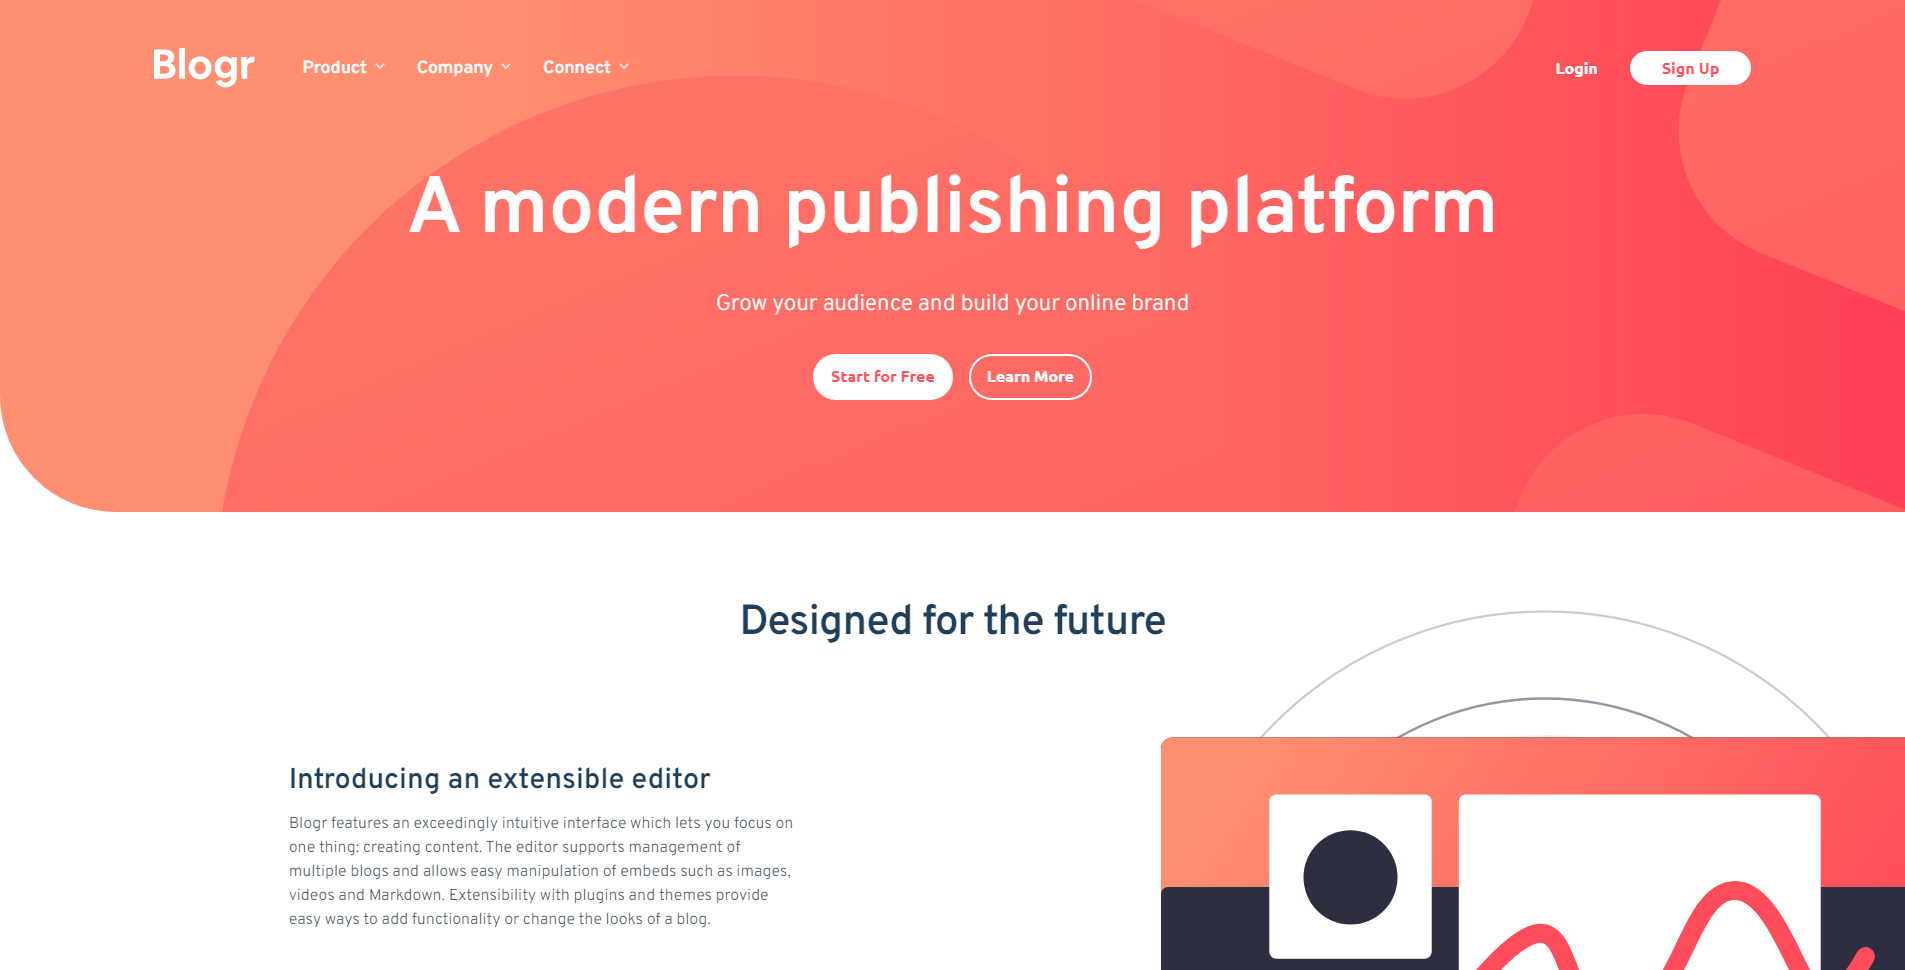 Blogr Product Company Connect Login Sign Up
A modern publishing platform
Grow your audience and build your online brand
Start for Free Learn More
Designed for the future
Introducing an extensible editor
Blogr features an exceedingly intuitive interface which lets you focus on
one thing: creating content. The editor supports management of
multiple blogs and allows easy manipulation of embeds such as images,
videos and Markdown. Extensibility with plugins and themes provide
easy ways to add functionality or change the looks of a blog.